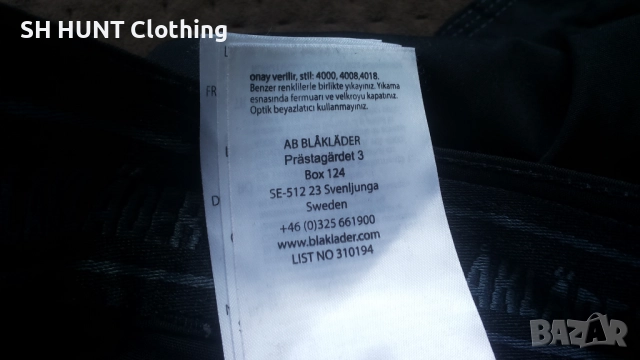 SH HUNT Clothing
FR
D
onay verilir, stil: 4000, 4008,4018.
Benzer renklilerle birlikte yıkayınız. Yıkama
esnasında fermuarı ve velkroyu kapatınız.
Optik beyazlatıcı kullanmayınız.
AB BLÅKLÄDER
Prästagärdet 3
Box 124
SE-512 23 Svenljunga
Sweden
+46 (0)325 661900
www.blaklader.com
LIST NO 310194
BAZAR